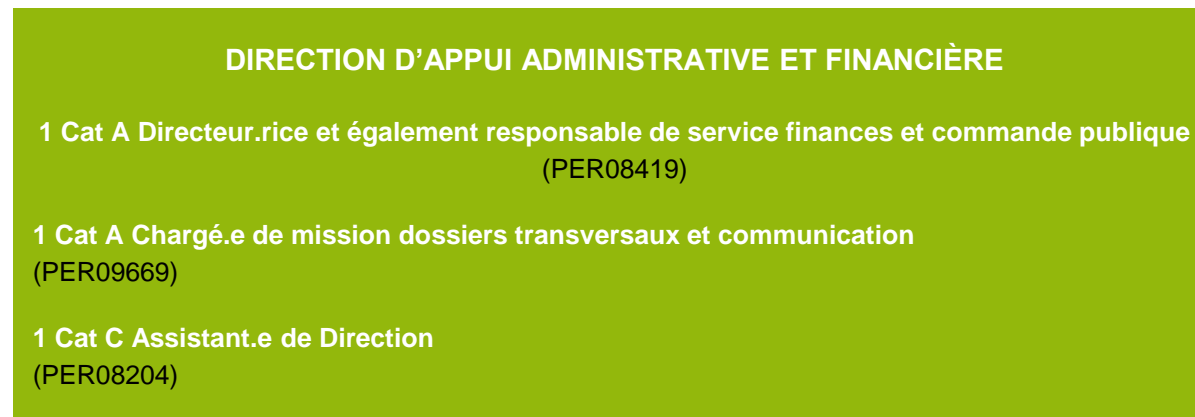 DIRECTION D’APPUI ADMINISTRATIVE ET FINANCIÈRE
1 Cat A Directeur.rice et également responsable de service finances et commande publique
(PER08419)
1 Cat A Chargé.e de mission dossiers transversaux et communication
(PER09669)
1 Cat C Assistant.e de Direction
(PER08204)